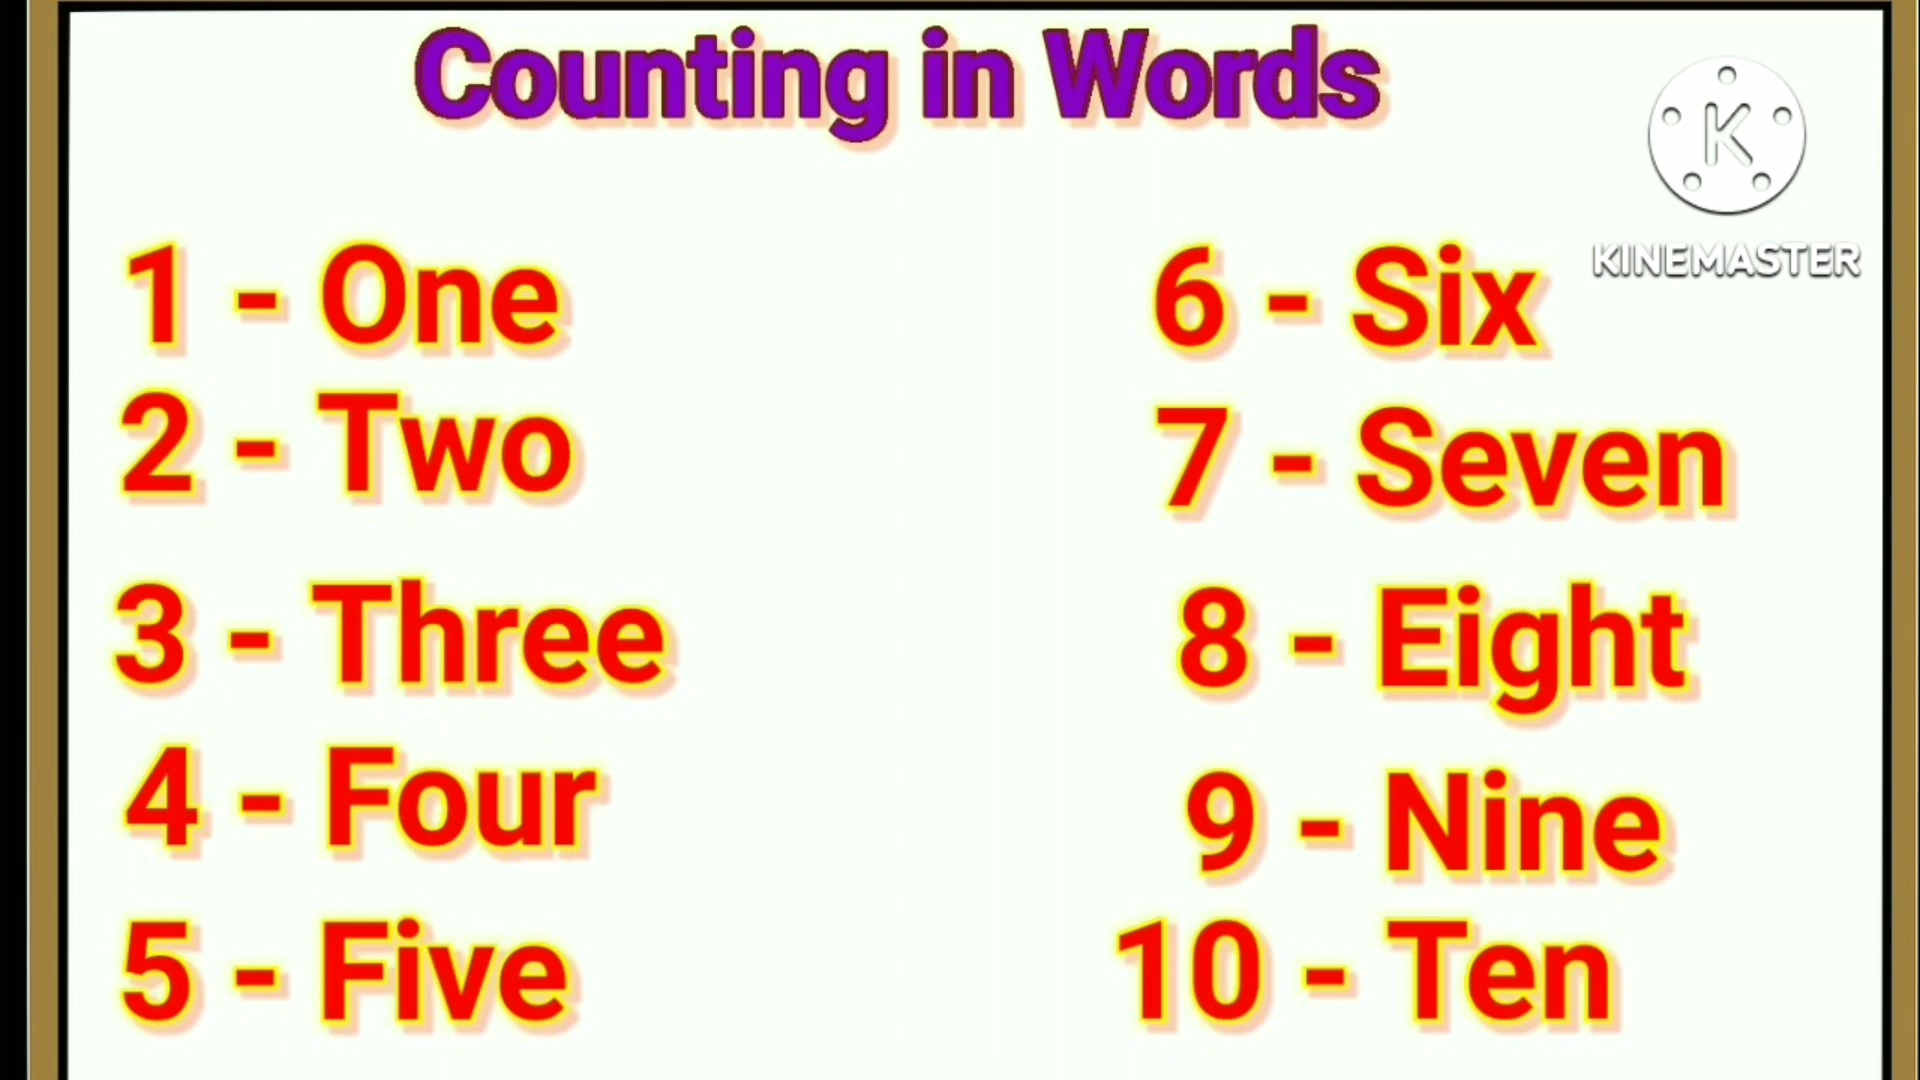 Counting in Words
K
KINEMASTER
1 - One
2 - Two
3 - Three
4 - Four
5 - Five
6 - Six
7 - Seven
8 - Eight
9 - Nine
10 - Ten